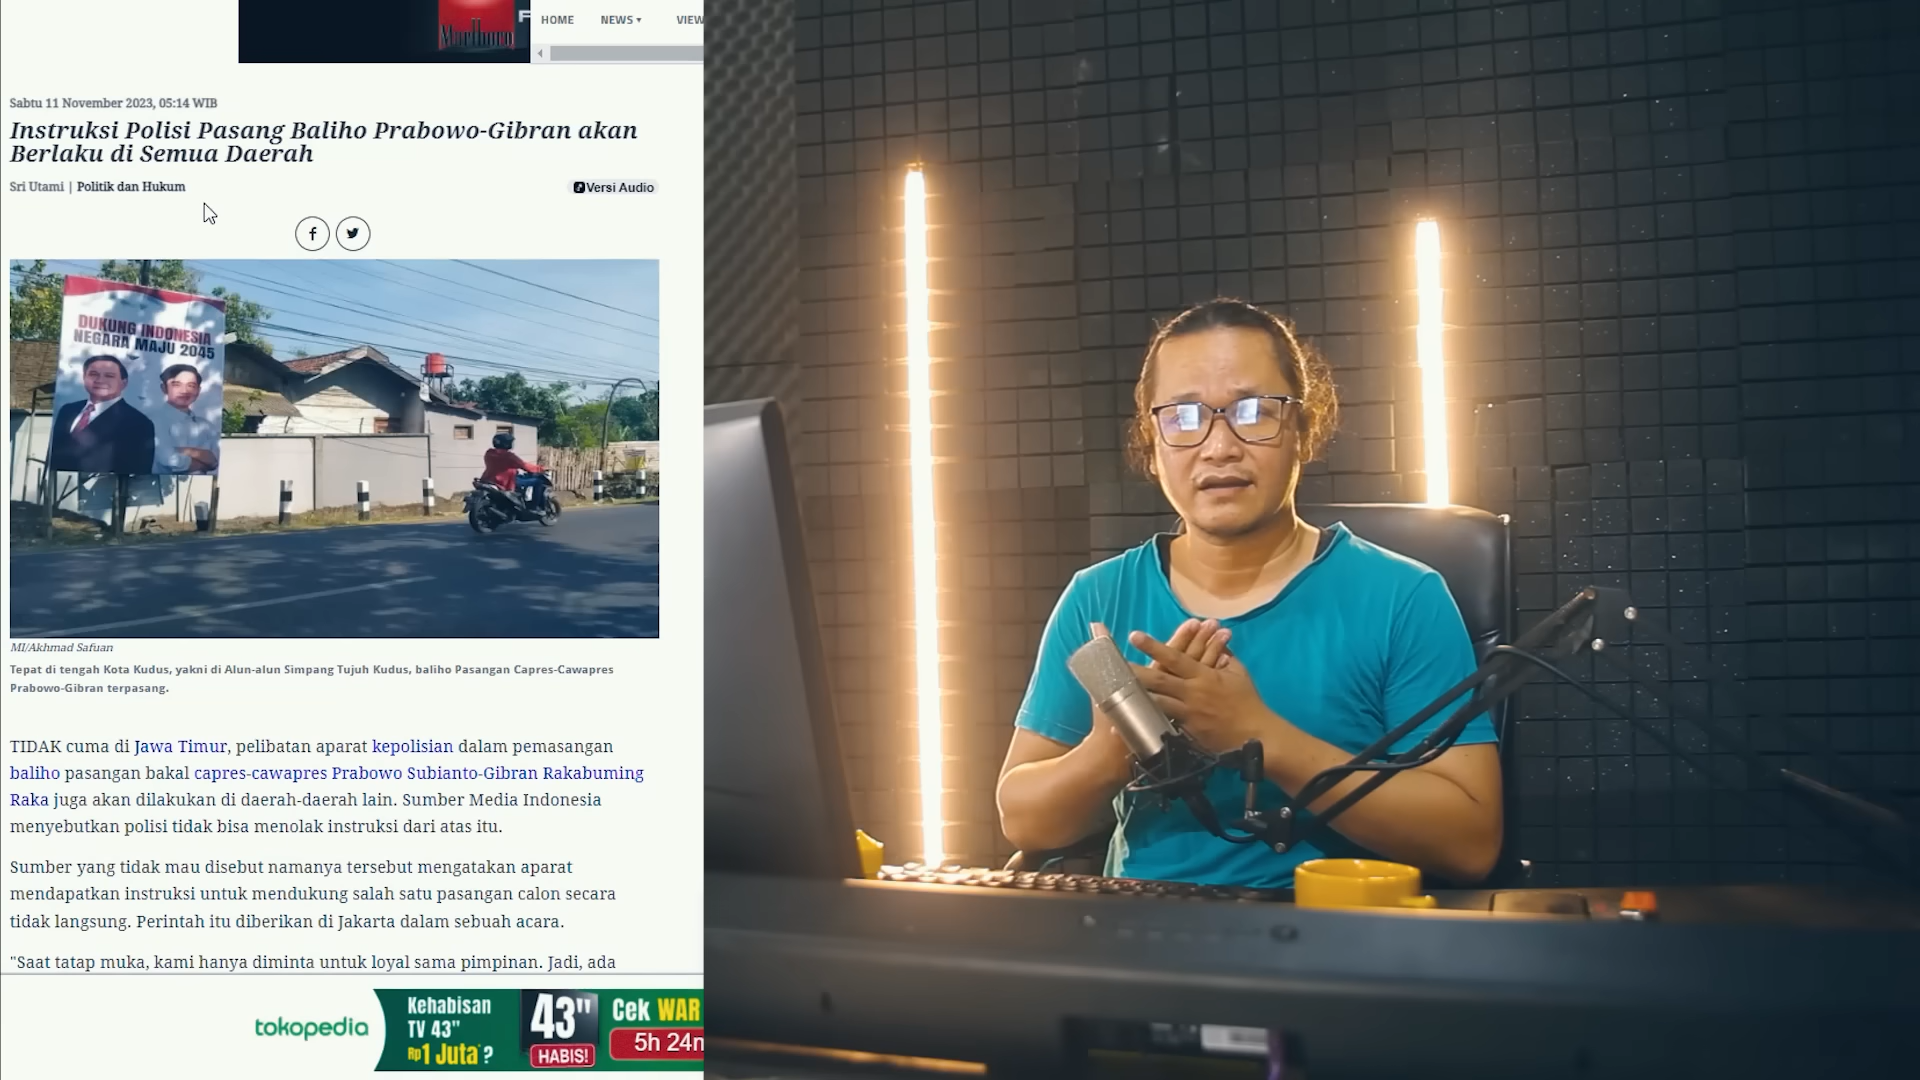 Marlboro
HOME NEWS VIEW
Sabtu 11 November 2023, 05:14 WIB
Instruksi Polisi Pasang Baliho Prabowo-Gibran akan
Berlaku di Semua Daerah
Sri Utami | Politik dan Hukum
Versi Audio
DUKUNG INDONESIA
NEGARA MAJU 2045
MI/Akhmad Safuan
Tepat di tengah Kota Kudus, yakni di Alun-alun Simpang Tujuh Kudus, baliho Pasangan Capres-Cawapres
Prabowo-Gibran terpasang.
TIDAK cuma di Jawa Timur, pelibatan aparat kepolisian dalam pemasangan
baliho pasangan bakal capres-cawapres Prabowo Subianto-Gibran Rakabuming
Raka juga akan dilakukan di daerah-daerah lain. Sumber Media Indonesia
menyebutkan polisi tidak bisa menolak instruksi dari atas itu.
Sumber yang tidak mau disebut namanya tersebut mengatakan aparat
mendapatkan instruksi untuk mendukung salah satu pasangan calon secara
tidak langsung. Perintah itu diberikan di Jakarta dalam sebuah acara.
"Saat tatap muka, kami hanya diminta untuk loyal sama pimpinan. Jadi, ada
tokopedia
Kehabisan
TV 43"
Rp1 Juta*?
43"
HABIS!
Cek WAR
5h 24m